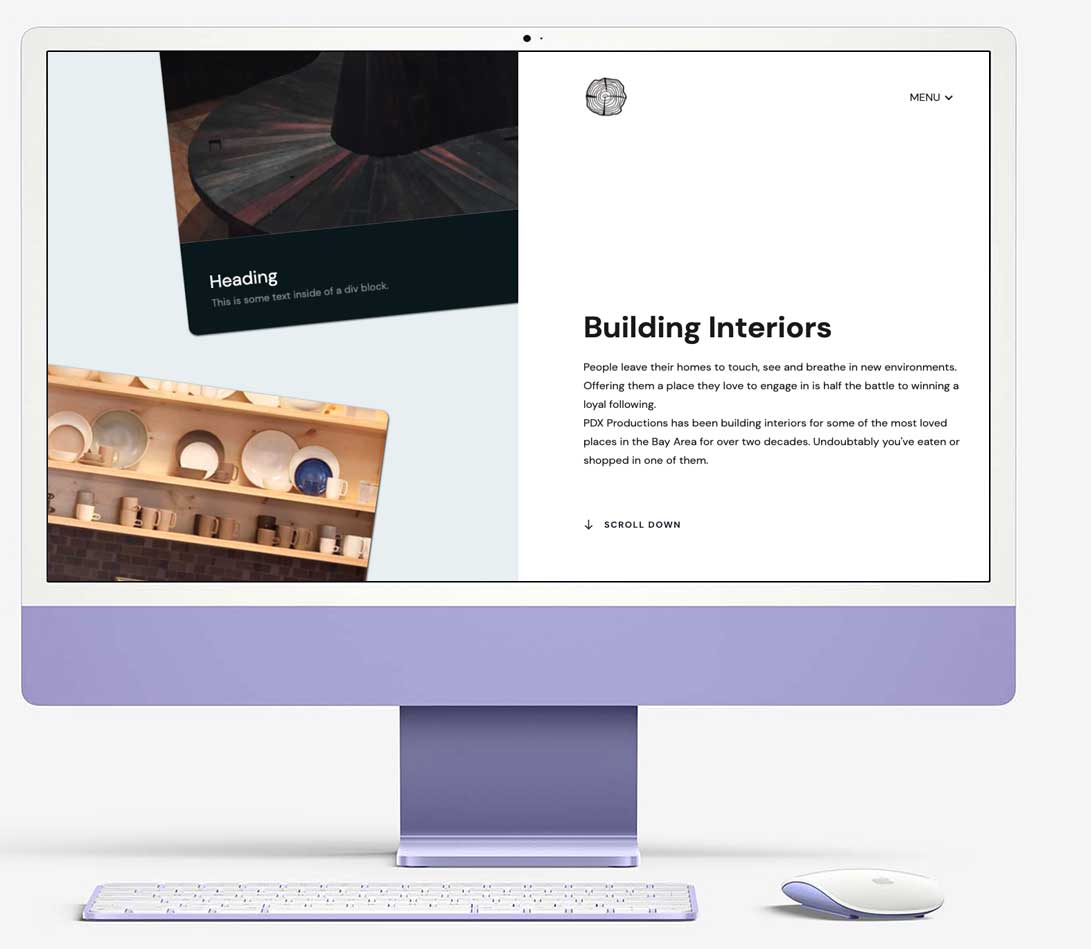 MENU
Heading
This is some text inside of a div block.
Building Interiors
People leave their homes to touch, see and breathe in new environments.
Offering them a place they love to engage in is half the battle to winning a
loyal following.
PDX Productions has been building interiors for some of the most loved
places in the Bay Area for over two decades. Undoubtably you've eaten or
shopped in one of them.
SCROLL DOWN